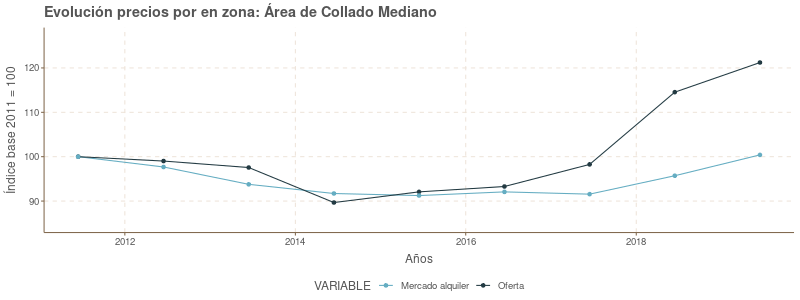 Evolución precios por en zona: Área de Collado Mediano
Índice base 2011 = 100
120
110
100
90
2012 2014 2016 2018
Años
VARIABLE Mercado alquiler Oferta